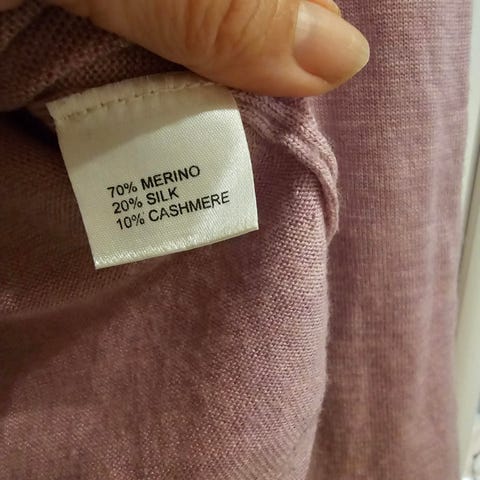 70% MERINO
20% SILK
10% CASHMERE